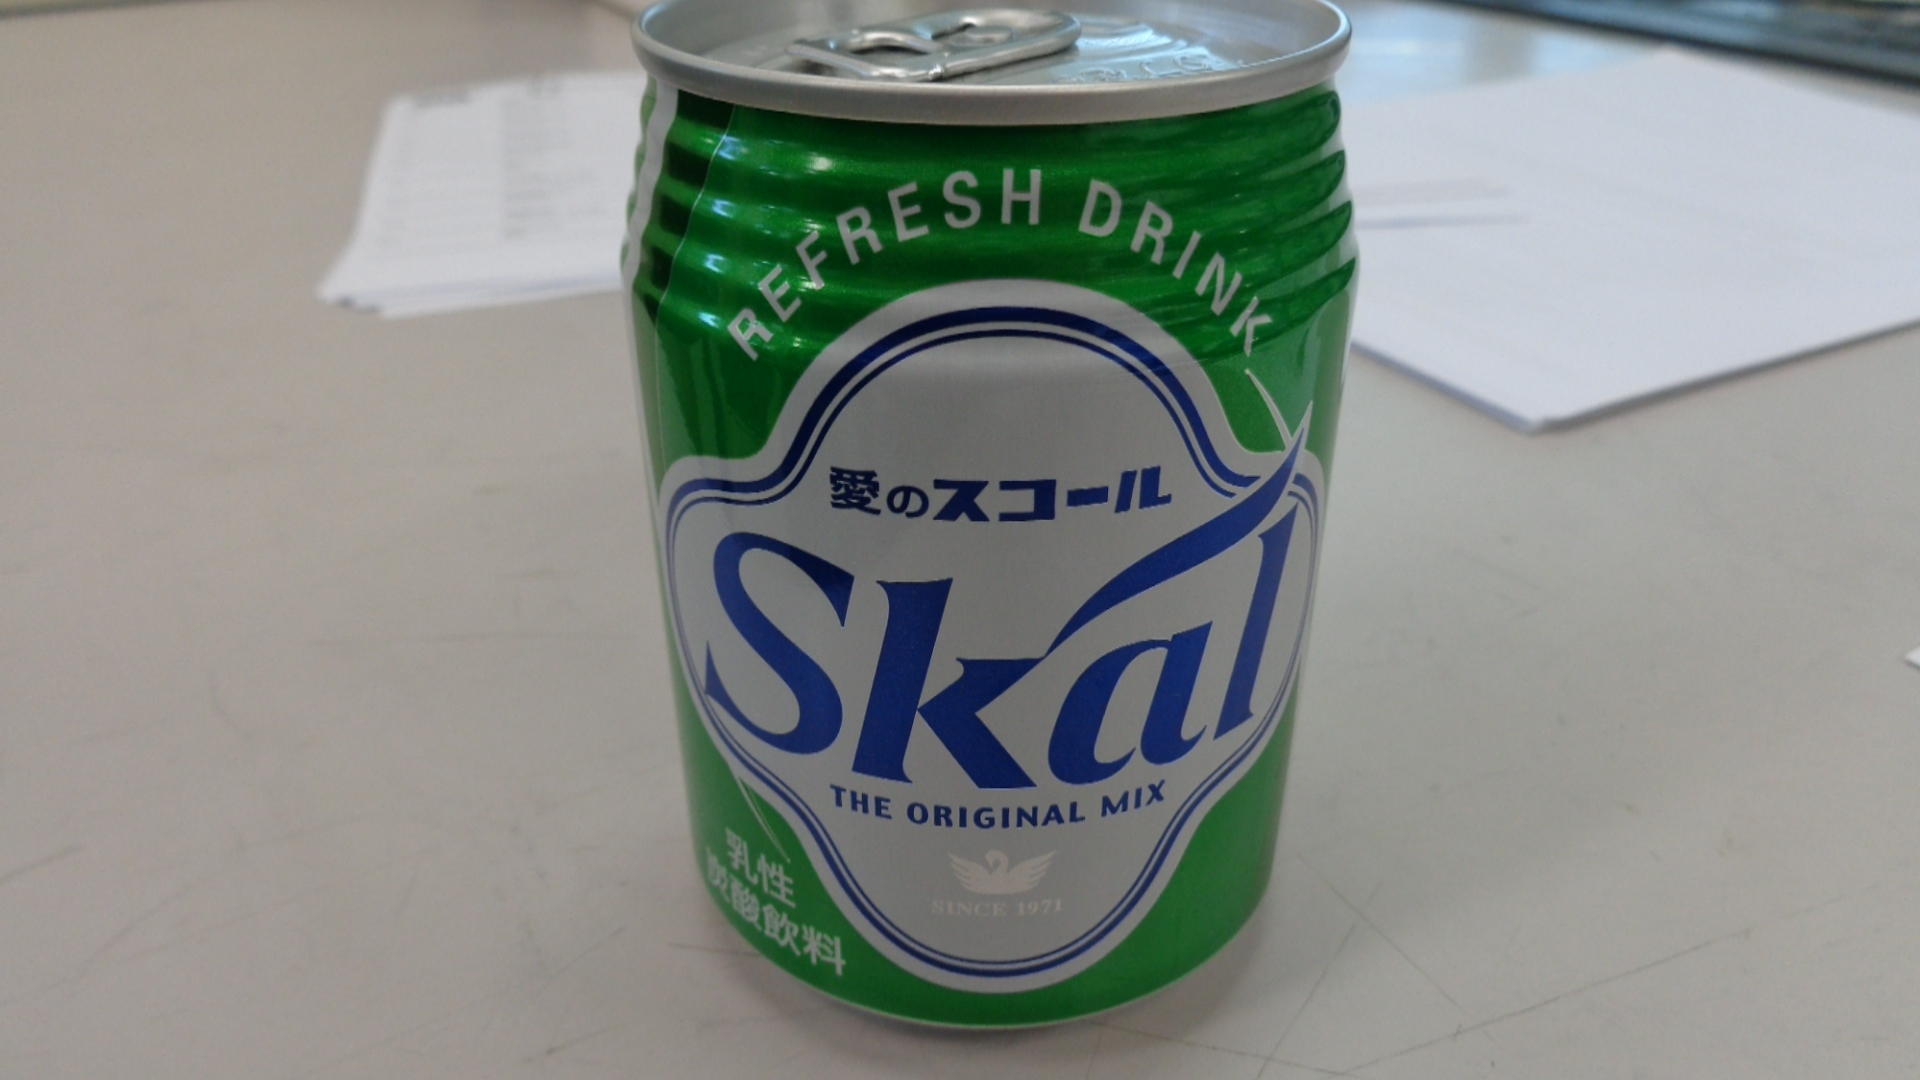 REFRESH DRINK
愛のスコール
Skal
THE ORIGINAL MIX
SINCE 1971
乳性
炭酸飲料